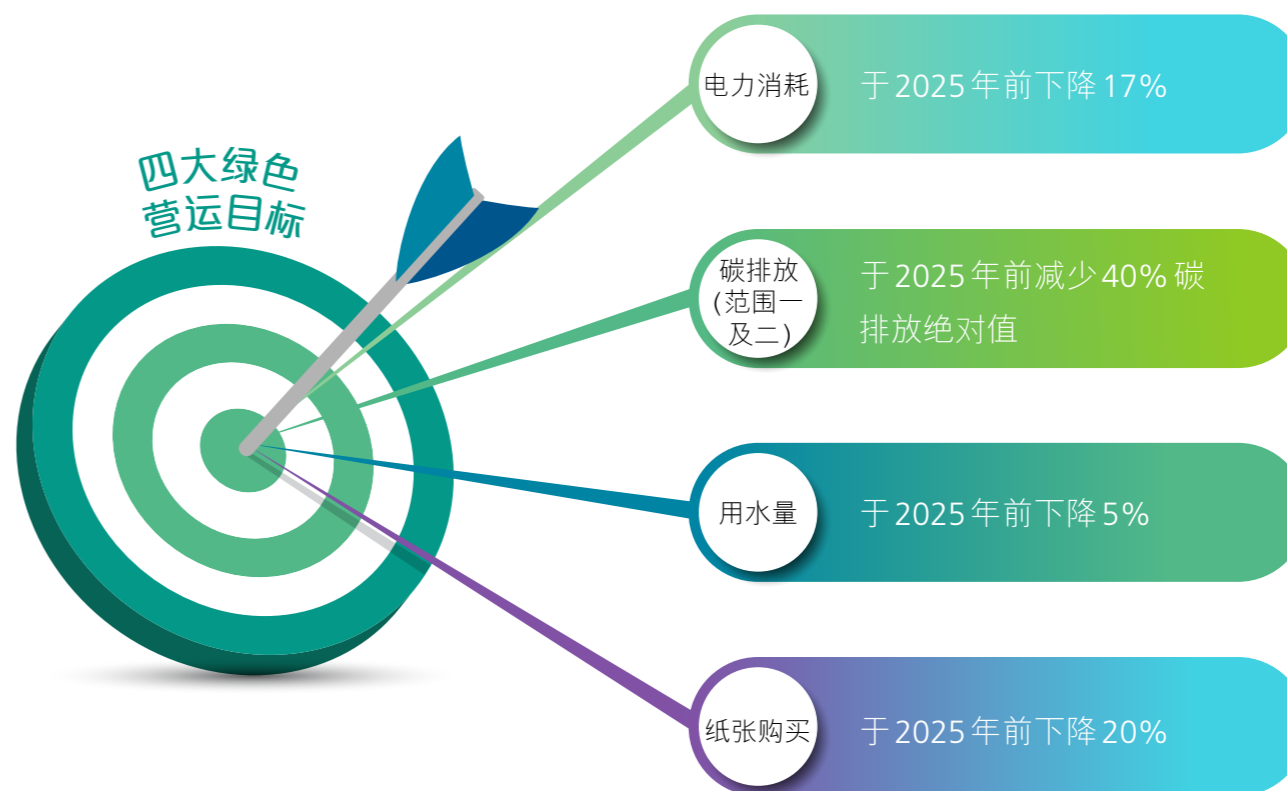 四大绿色
营运目标
电力消耗
于2025年前下降17%
碳排放
(范围一
及二)
于2025年前减少40%碳
排放绝对值
用水量
于2025年前下降5%
纸张购买
于2025年前下降20%